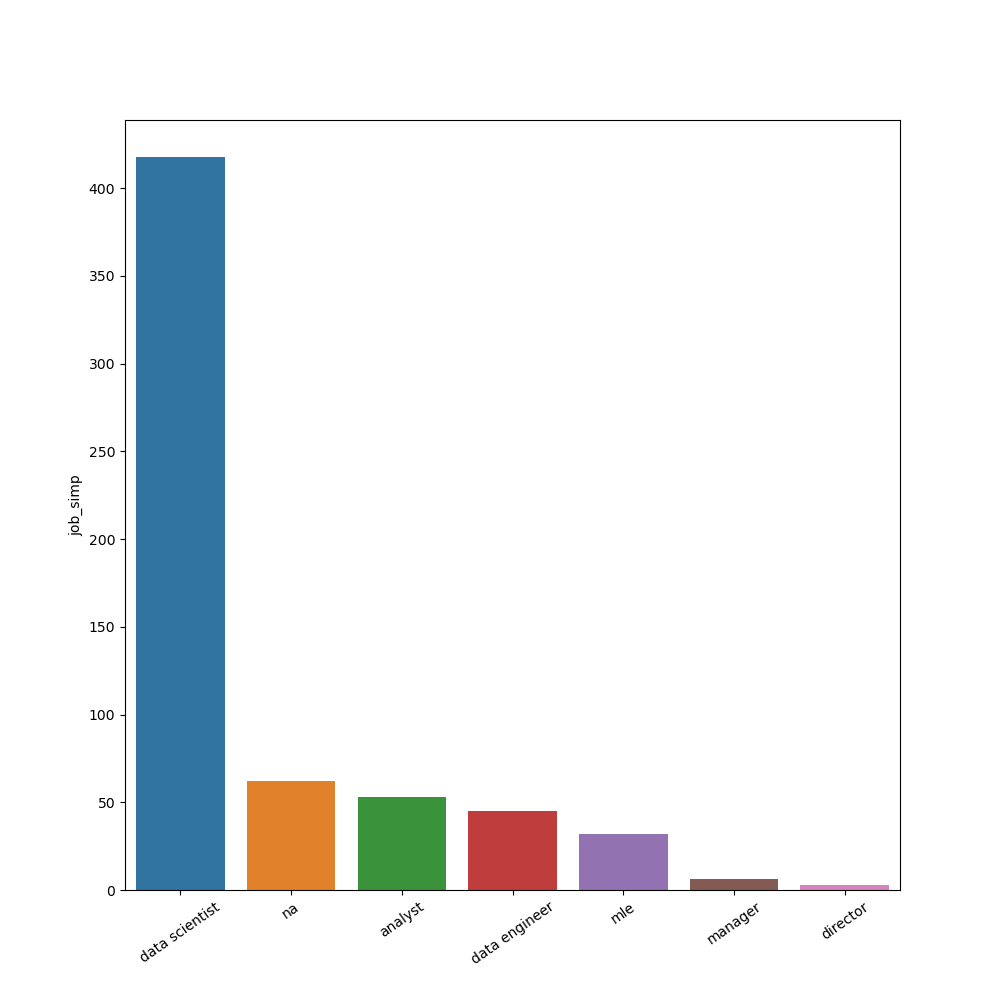 400
350
300
250
200
150
100
50
0
job_simp
data scientist
na
analyst
data engineer
mle
manager
director